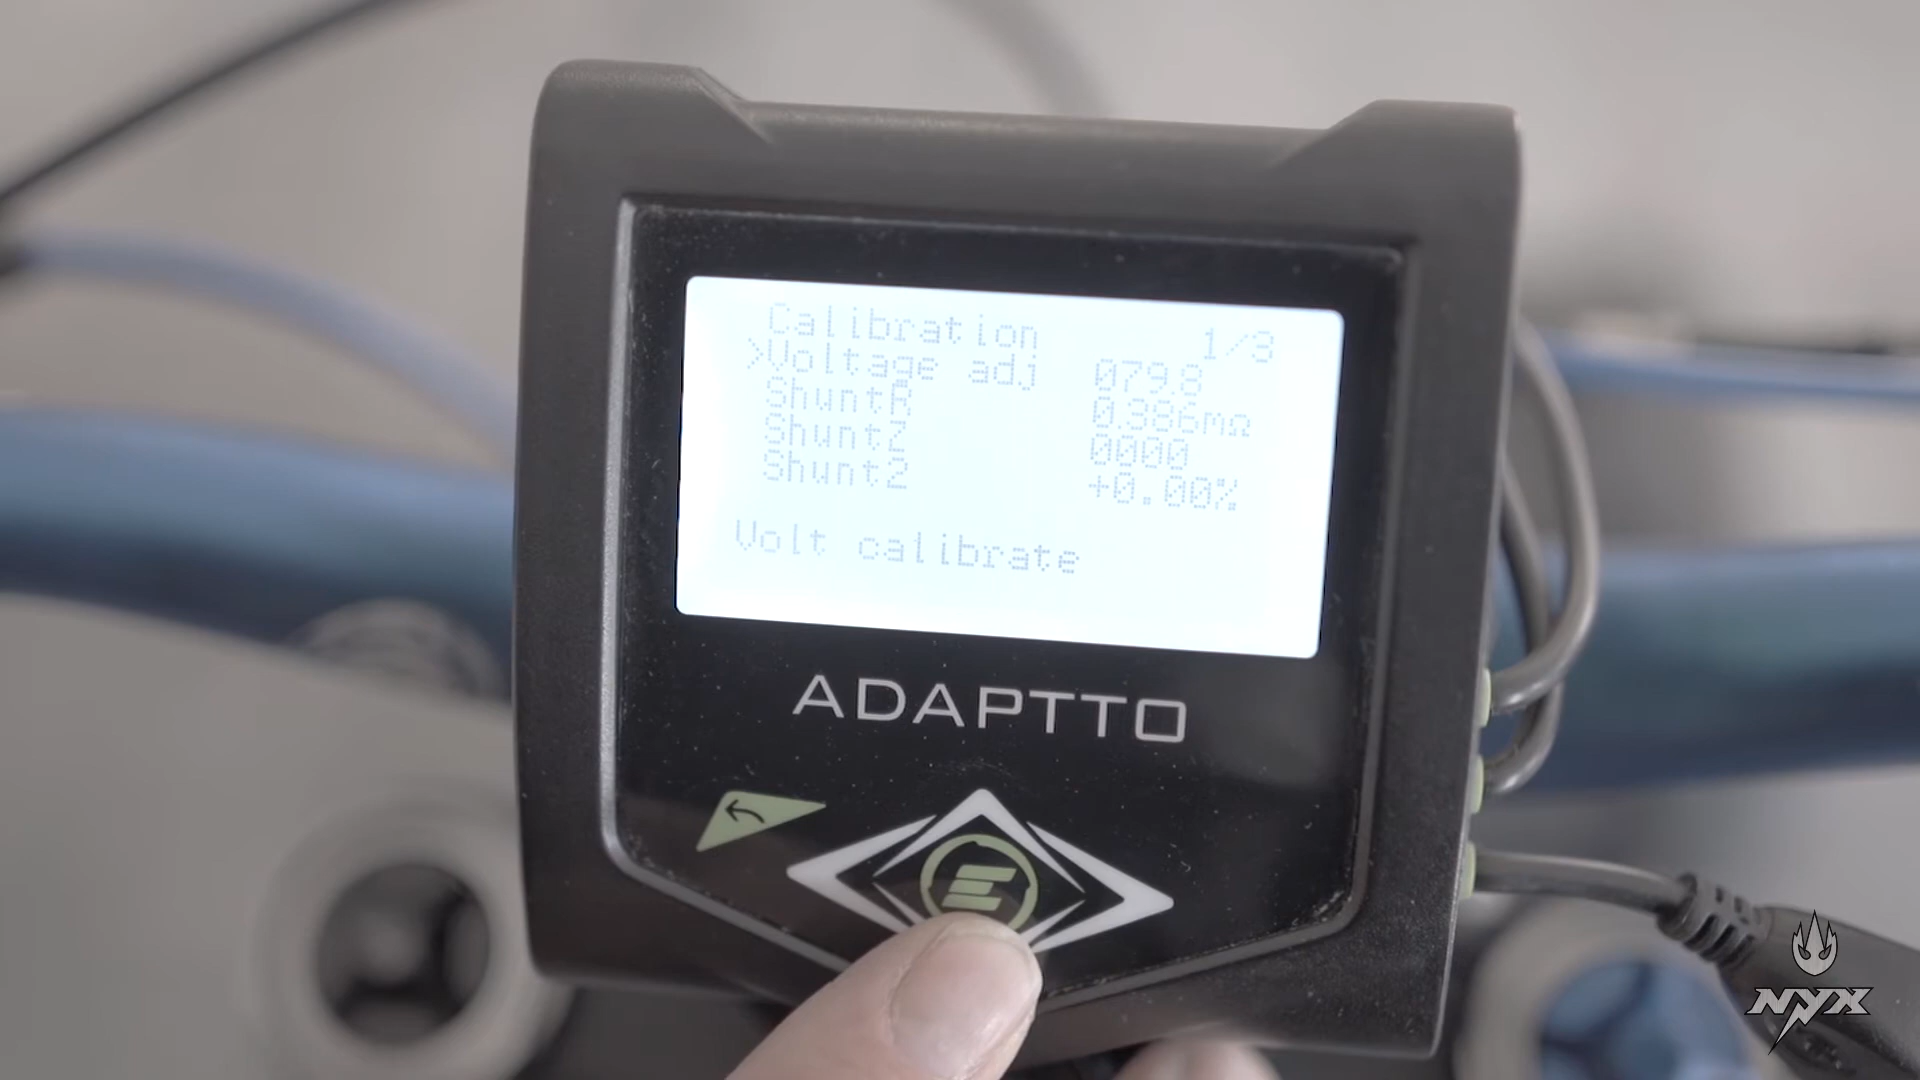 Calibration 1/3
>Voltage adj 079.8
ShuntR 0.386mΩ
ShuntZ 0000
Shunt2 +0.00%
Volt calibrate
ADAPTTO
NYX